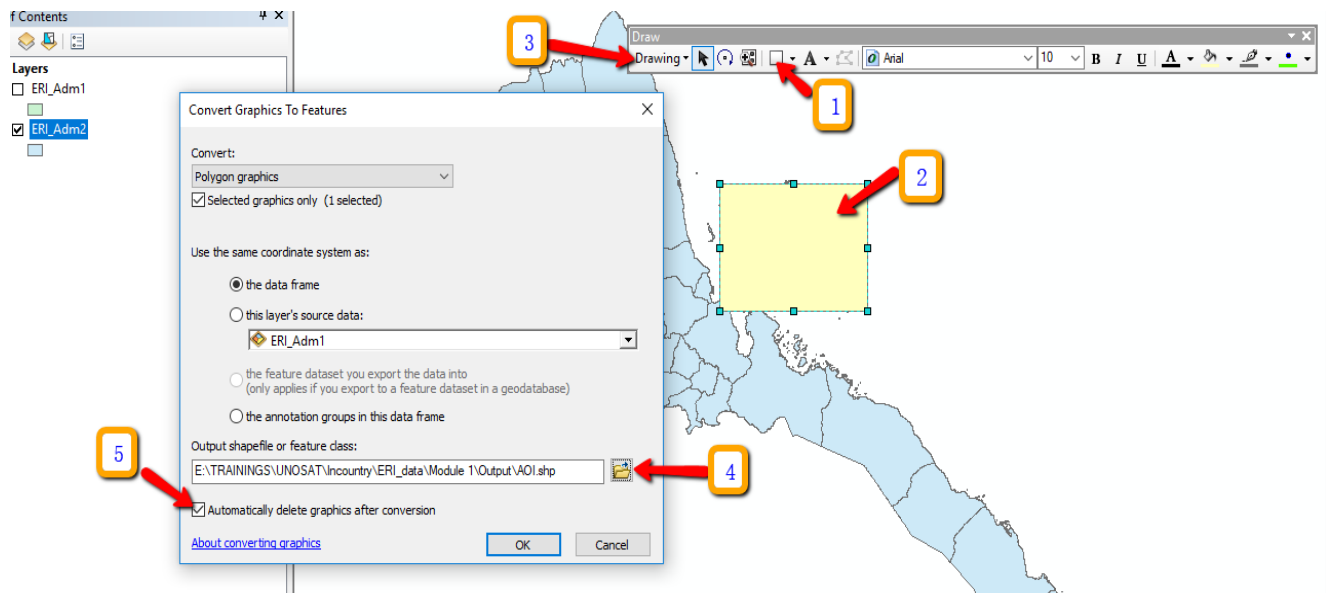 f Contents
Layers
ERI_Adm1
ERI_Adm2
3
Draw
Drawing
A
Arial
10
B I U A
1
2
Convert Graphics To Features
Convert:
Polygon graphics
Selected graphics only (1 selected)
Use the same coordinate system as:
the data frame
this layer's source data:
ERI_Adm1
the feature dataset you export the data into
(only applies if you export to a feature dataset in a geodatabase)
the annotation groups in this data frame
Output shapefile or feature class:
5
E:\TRAININGS\UNOSAT\Incountry\ERI_data\Module 1\Output\AOI.shp
4
Automatically delete graphics after conversion
About converting graphics
OK
Cancel